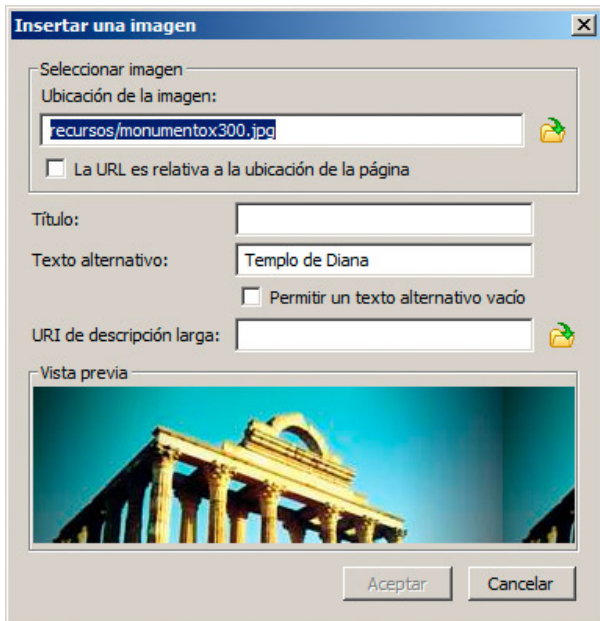 Insertar una imagen
Seleccionar imagen
Ubicación de la imagen:
recursos/monumentox300.jpg
La URL es relativa a la ubicación de la página
Título:
Texto alternativo: Templo de Diana
Permitir un texto alternativo vacío
URI de descripción larga:
Vista previa
Aceptar Cancelar